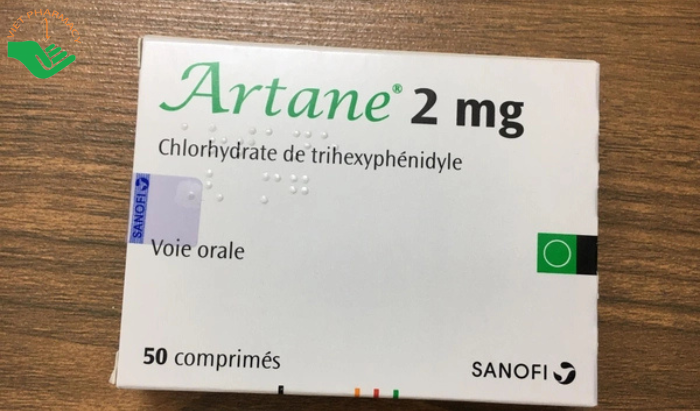 Artane® 2 mg
Chlorhydrate de trihexyphénidyle
SANOFI
Voie orale
50 comprimés
SANOFI